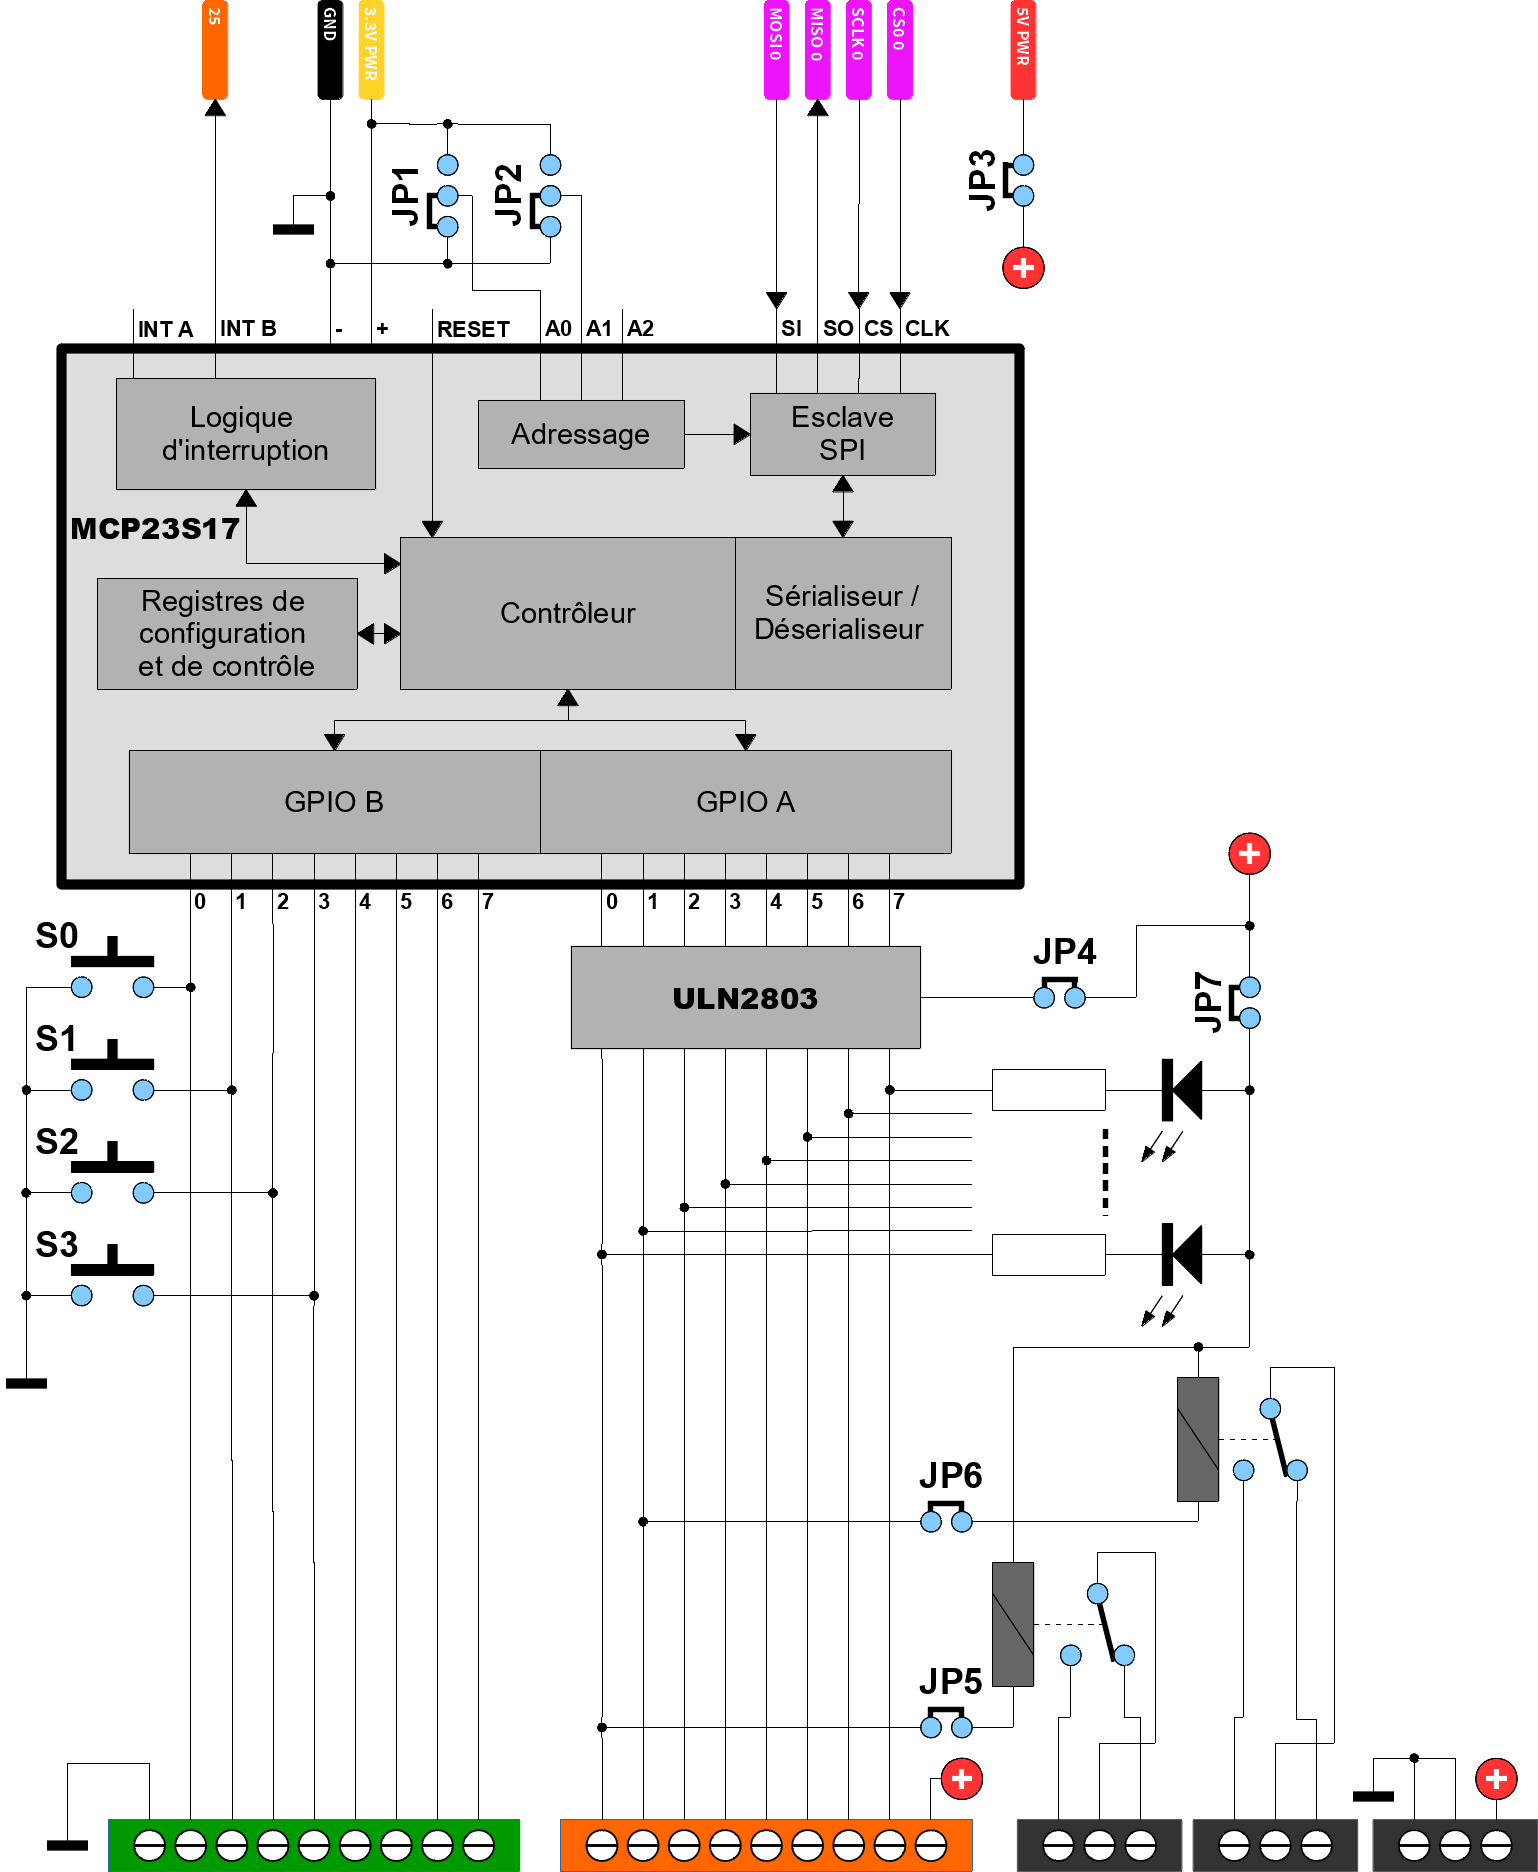 25
GND
3.3V PWR
MOSI 0
MISO 0
SCLK 0
CS0 0
5V PWR
JP1
JP2
JP3
INT A
INT B
-
+
RESET
A0
A1
A2
SI
SO
CS
CLK
Logique
d'interruption
Adressage
Esclave
SPI
MCP23S17
Registres de
configuration
et de contrôle
Contrôleur
Sérialiseur /
Déserialiseur
GPIO B
GPIO A
0 1 2 3 4 5 6 7
0 1 2 3 4 5 6 7
S0
S1
S2
S3
ULN2803
JP4
JP7
JP6
JP5